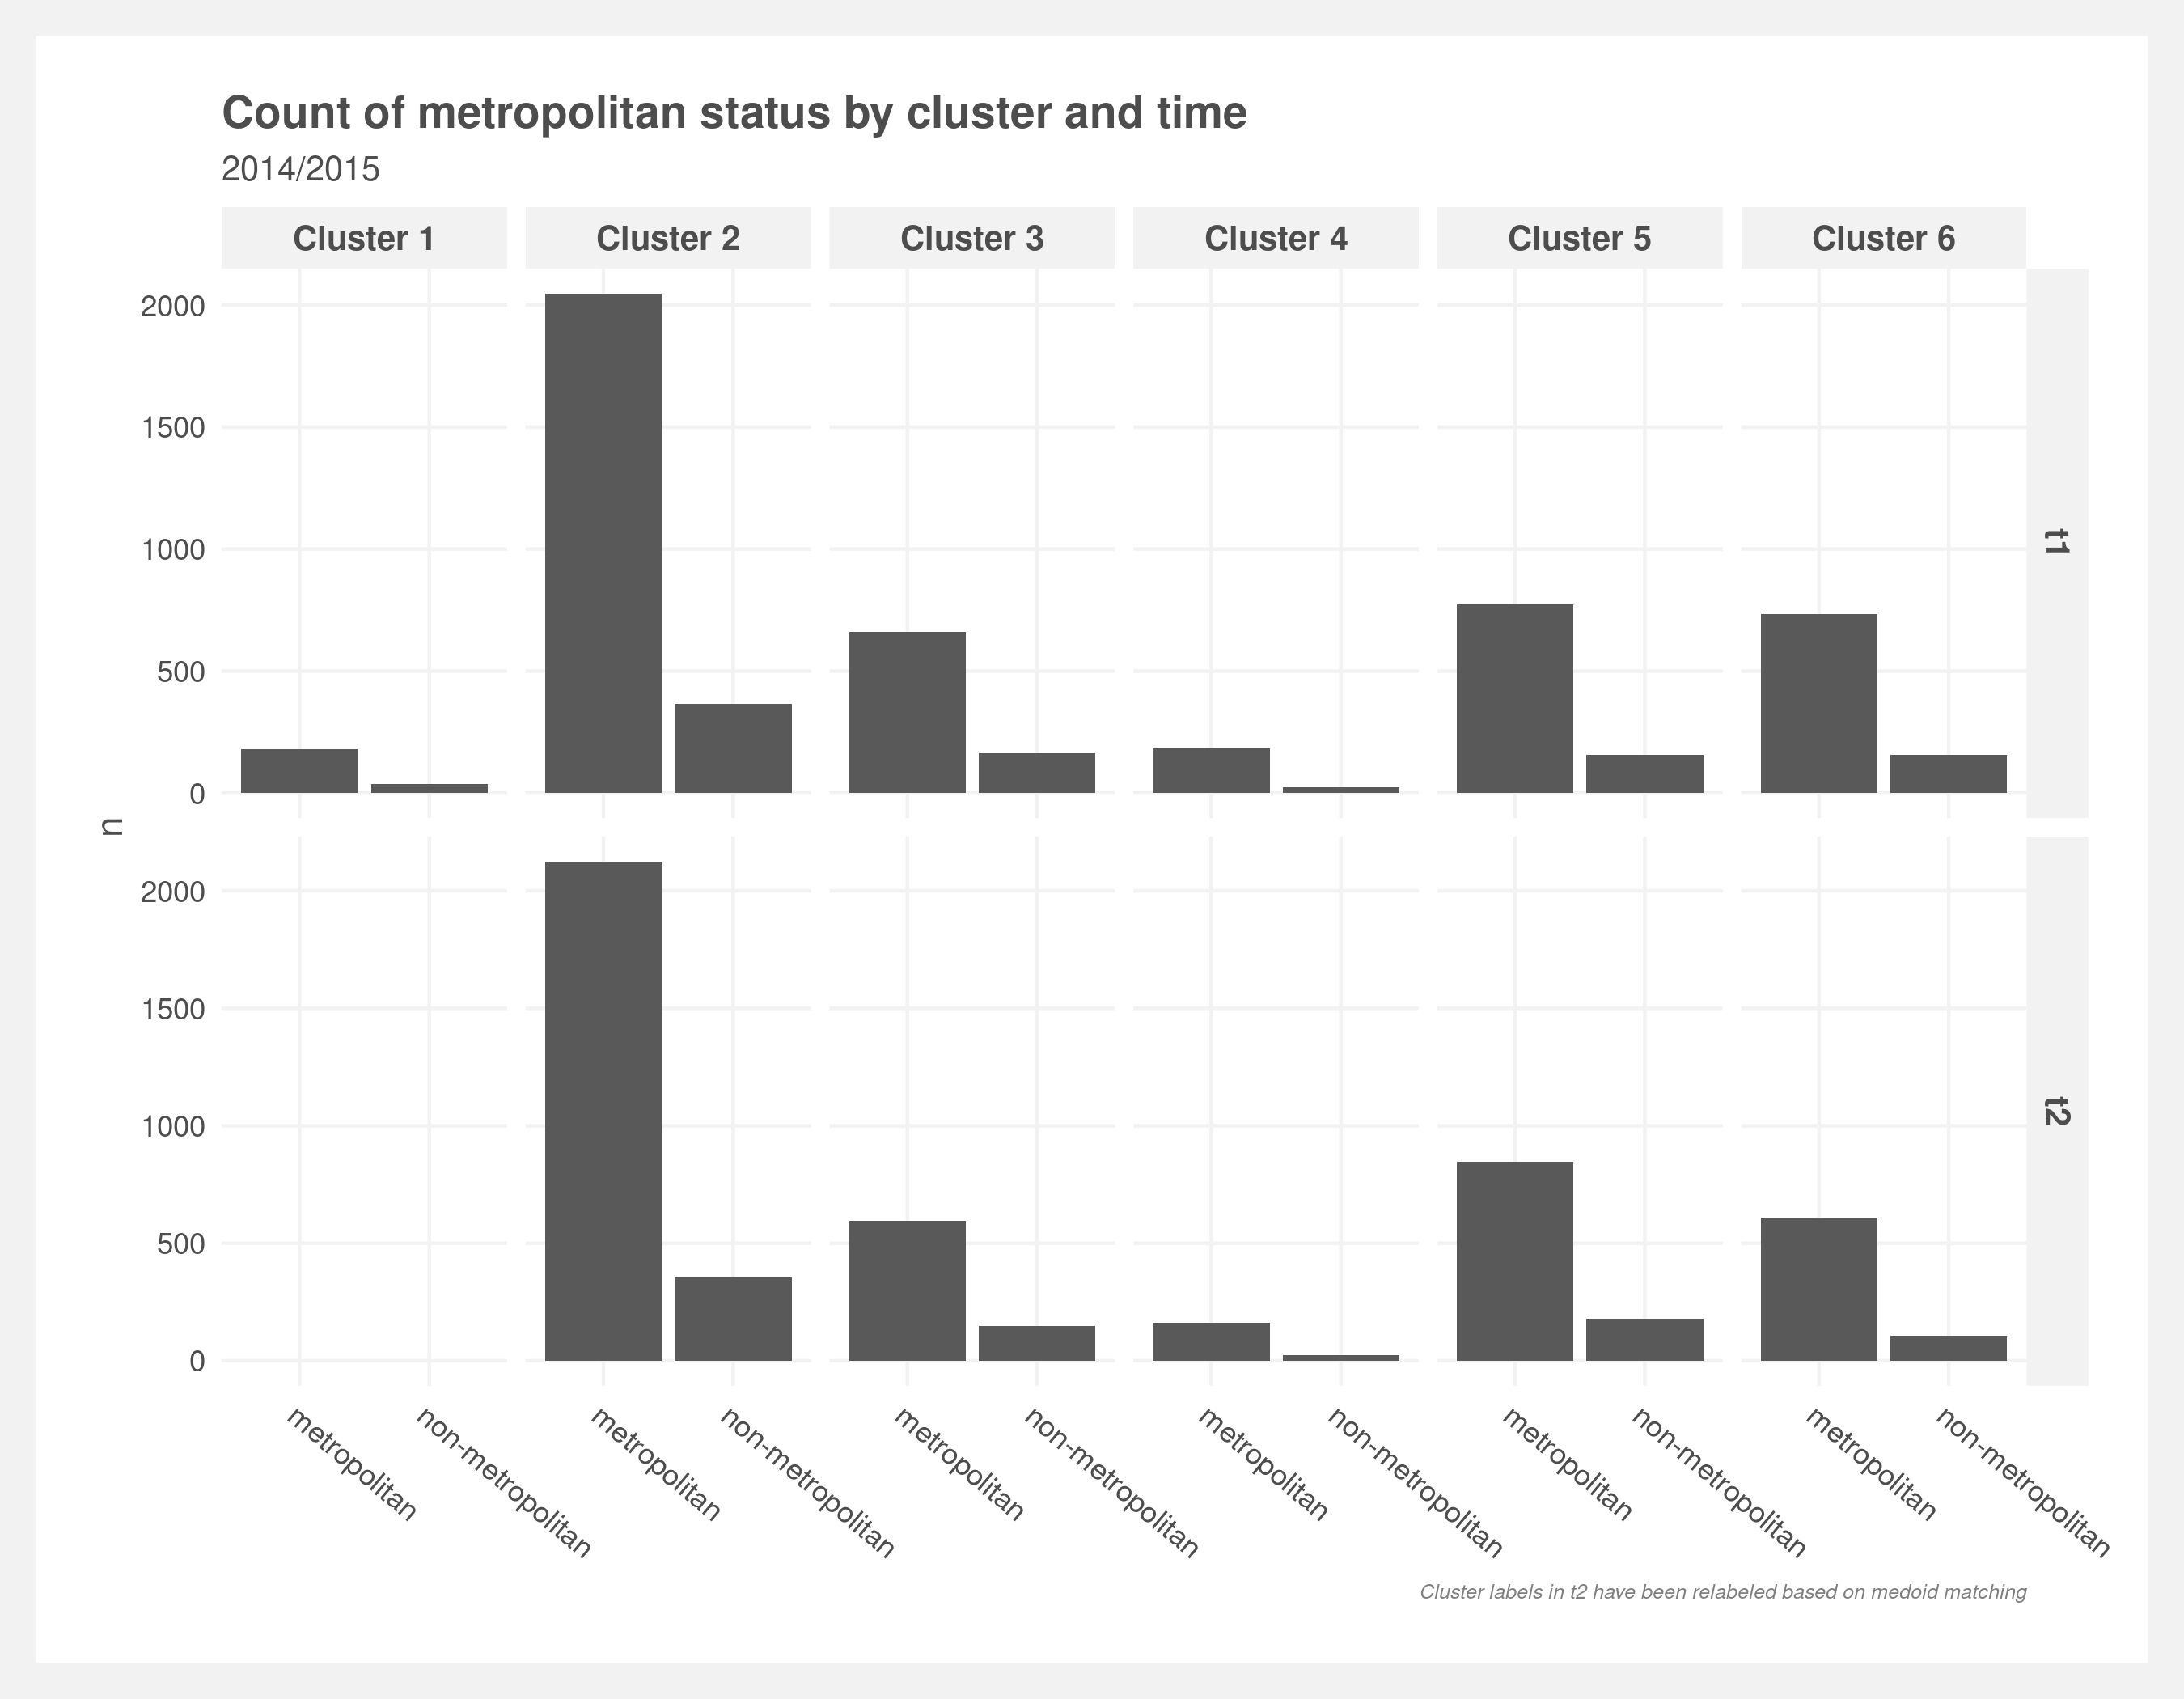 Count of metropolitan status by cluster and time
2014/2015
Cluster 1 Cluster 2 Cluster 3 Cluster 4 Cluster 5 Cluster 6
2000
1500
1000
500
0
t1
n
2000
1500
1000
500
0
t2
metropolitan non-metropolitan metropolitan non-metropolitan metropolitan non-metropolitan metropolitan non-metropolitan metropolitan non-metropolitan metropolitan non-metropolitan
Cluster labels in t2 have been relabeled based on medoid matching